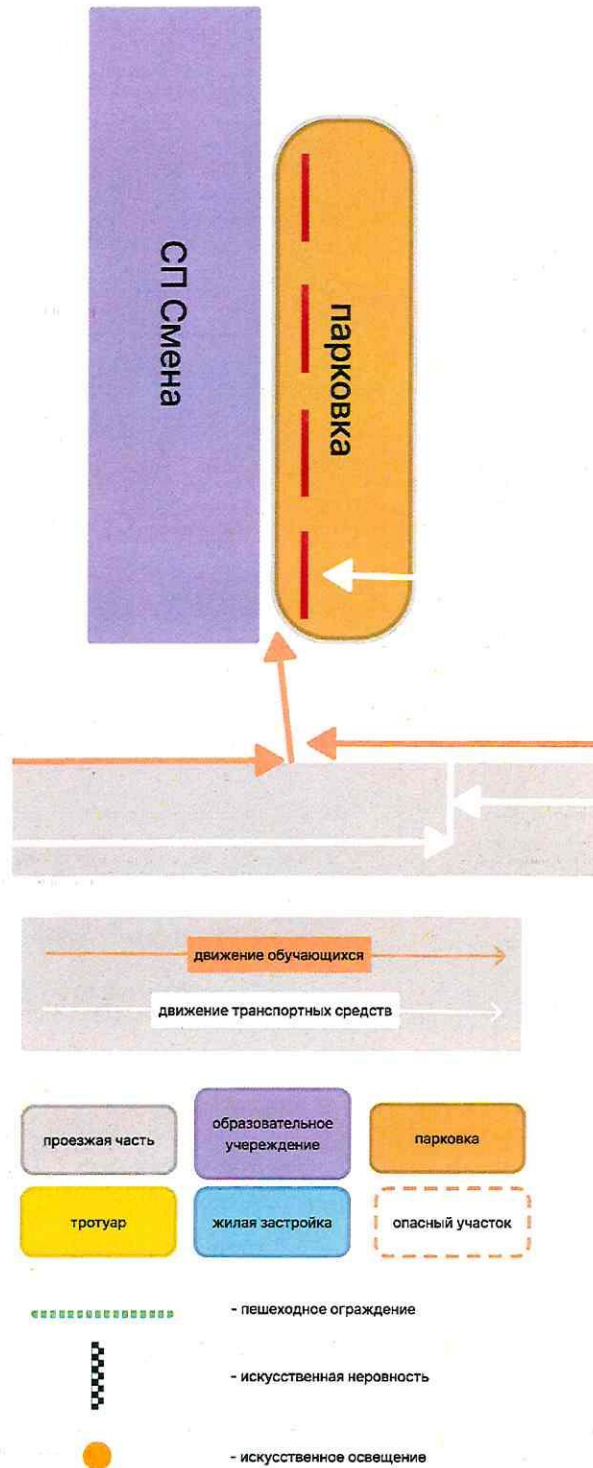 СП Смена
парковка
движение обучающихся
движение транспортных средств
проезжая часть
образовательное
учереждение
парковка
тротуар
жилая застройка
опасный участок
- пешеходное ограждение
- искусственная неровность
- искусственное освещение